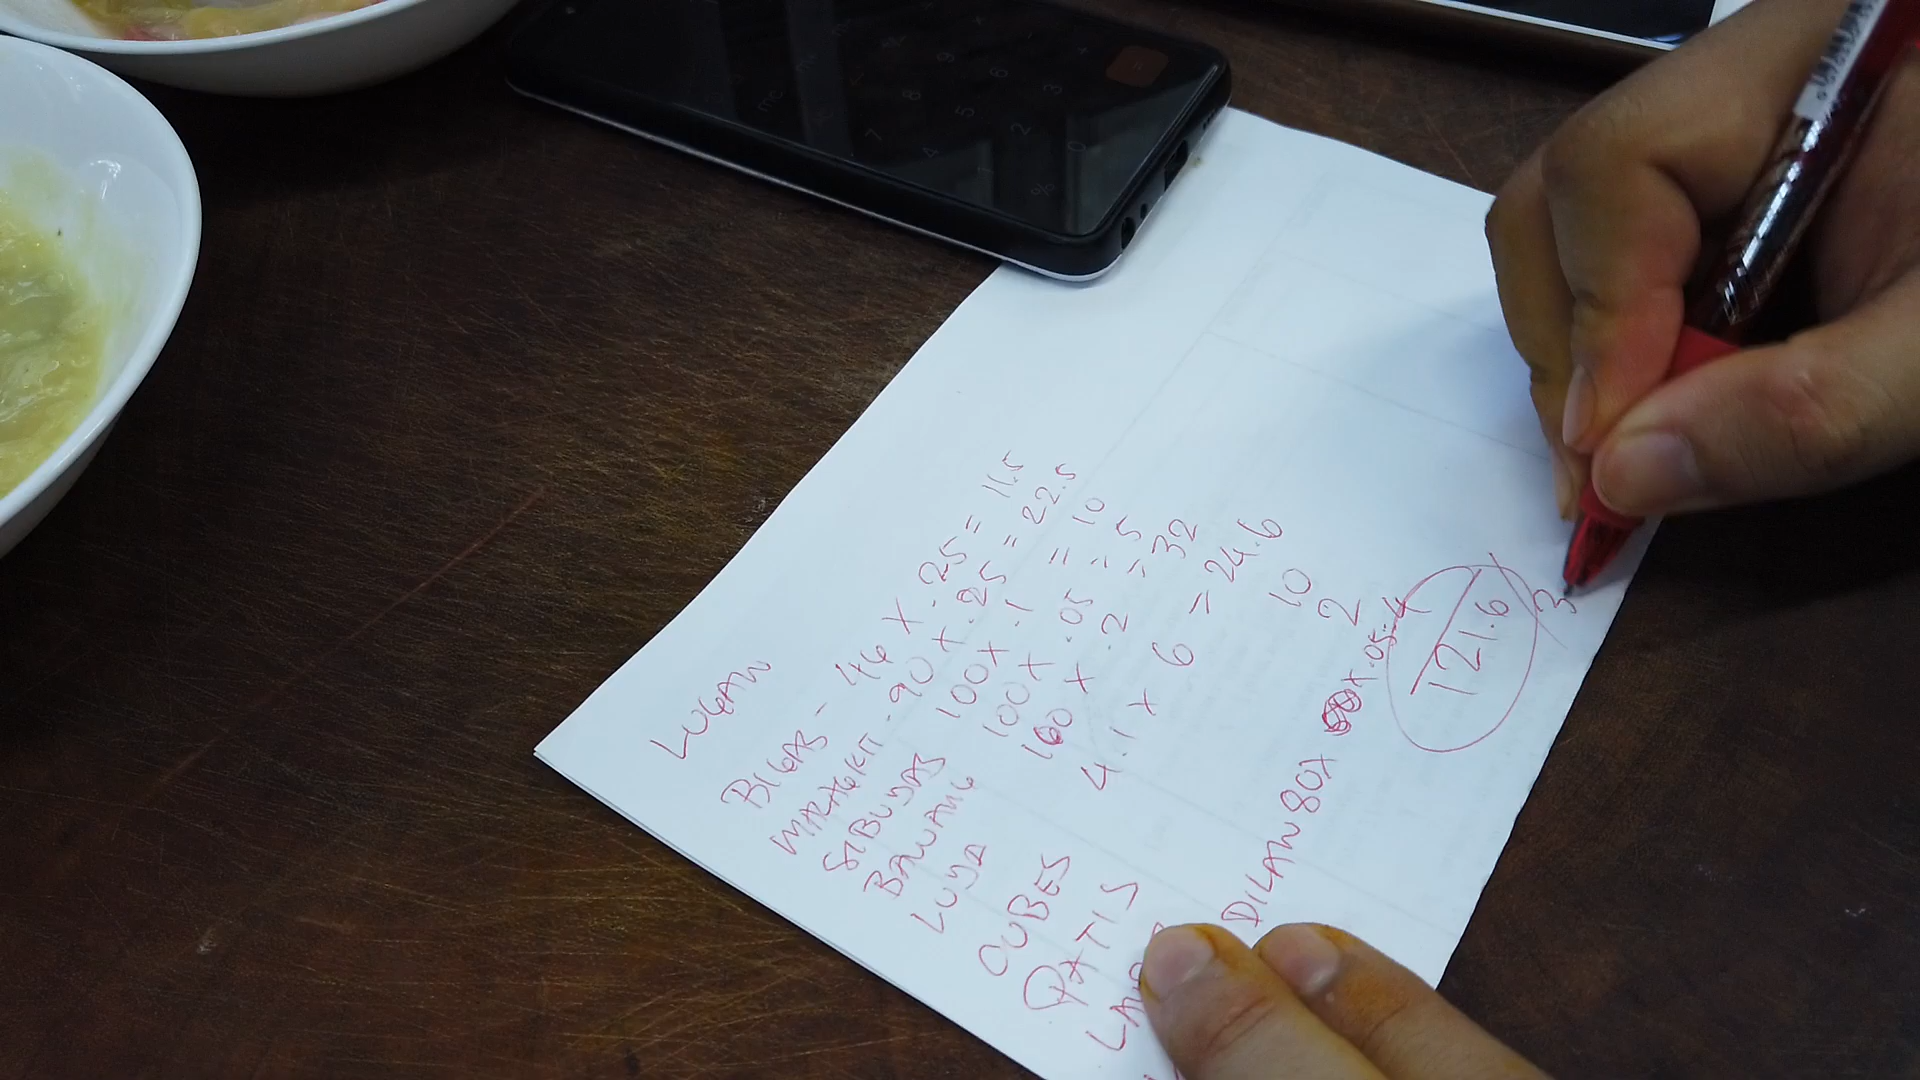 LUGAW
BIGAS - 46 X .25 = 11.5
MALAGKIT - 90 X .25 = 22.5
SIBUYAS 100 X .1 = 10
BAWANG 100 X .05 = 5
LUYA 160 X .2 = 32
CUBES 4.1 X 6 = 24.6
PATIS 10
2
DILAW 80 X .05 = 4
121.6
3